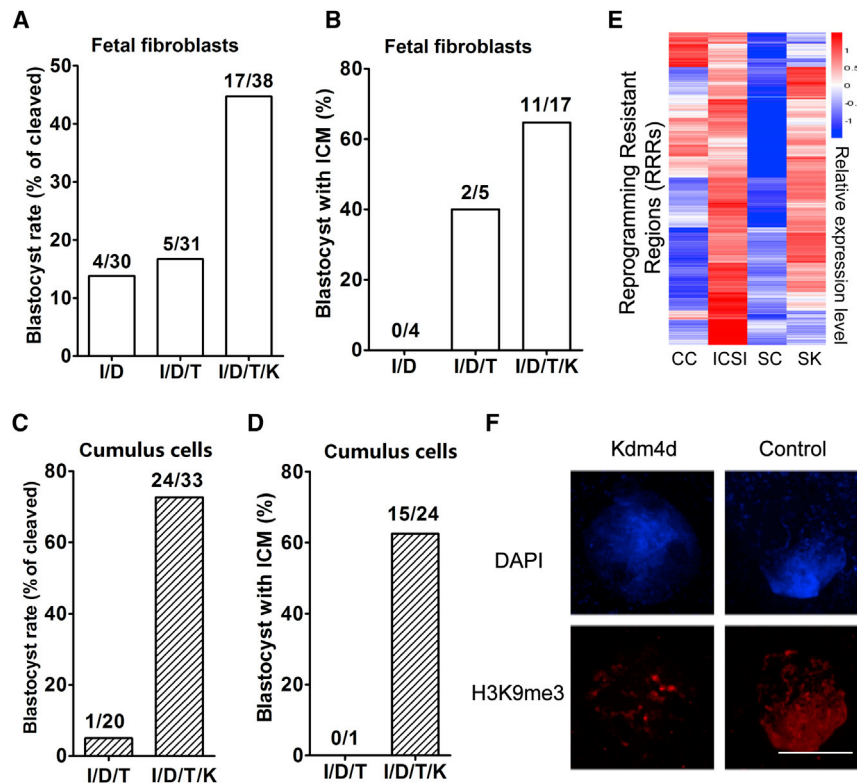 A
Fetal fibroblasts
Blastocyst rate (% of cleaved)
50
40
30
20
10
0
4/30
5/31
17/38
I/D
I/D/T
I/D/T/K
B
Fetal fibroblasts
Blastocyst with ICM (%)
80
60
40
20
0
0/4
2/5
11/17
I/D
I/D/T
I/D/T/K
E
Reprogramming Resistant
Regions (RRRs)
CC
ICSI
SC
SK
1
0.5
0
-0.5
-1
Relative expression level
C
Cumulus cells
Blastocyst rate (% of cleaved)
80
60
40
20
0
1/20
24/33
I/D/T
I/D/T/K
D
Cumulus cells
Blastocyst with ICM (%)
80
60
40
20
0
0/1
15/24
I/D/T
I/D/T/K
F
Kdm4d
Control
DAPI
H3K9me3